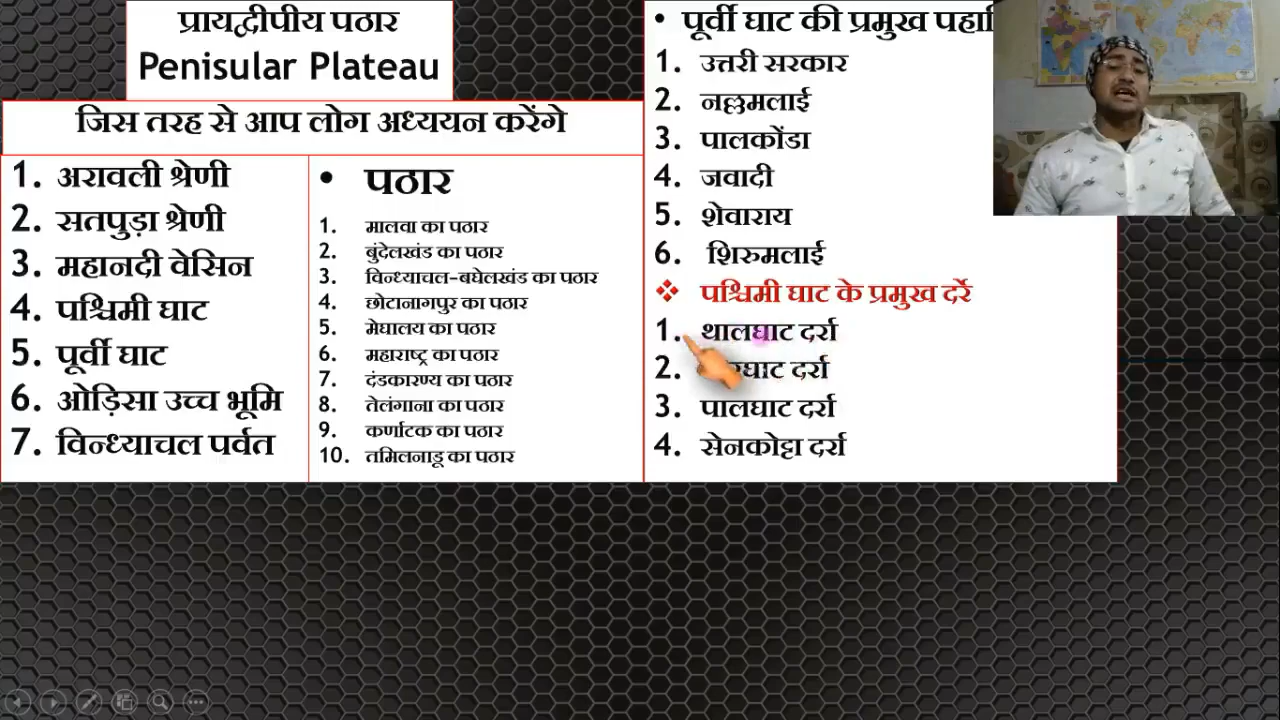 प्रायद्वीपीय पठार
Penisular Plateau
जिस तरह से आप लोग अध्ययन करेंगे
1. अरावली श्रेणी
2. सतपुड़ा श्रेणी
3. महानदी वेसिन
4. पश्चिमी घाट
5. पूर्वी घाट
6. ओड़िसा उच्च भूमि
7. विन्ध्याचल पर्वत
• पठार
1. मालवा का पठार
2. बुंदेलखंड का पठार
3. विन्ध्याचल-बघेलखंड का पठार
4. छोटानागपुर का पठार
5. मेघालय का पठार
6. महाराष्ट्र का पठार
7. दंडकारण्य का पठार
8. तेलंगाना का पठार
9. कर्णाटक का पठार
10. तमिलनाडू का पठार
• पूर्वी घाट की प्रमुख
1. उत्तरी सरकार
2. नल्लमलाई
3. पालकोंडा
4. जवादी
5. शेवाराय
6. शिरुमलाई
❖ पश्चिमी घाट के प्रमुख दर्रे
1. थालघाट दर्रा
2. दर्रा
3. पालघाट दर्रा
4. सेनकोट्टा दर्रा